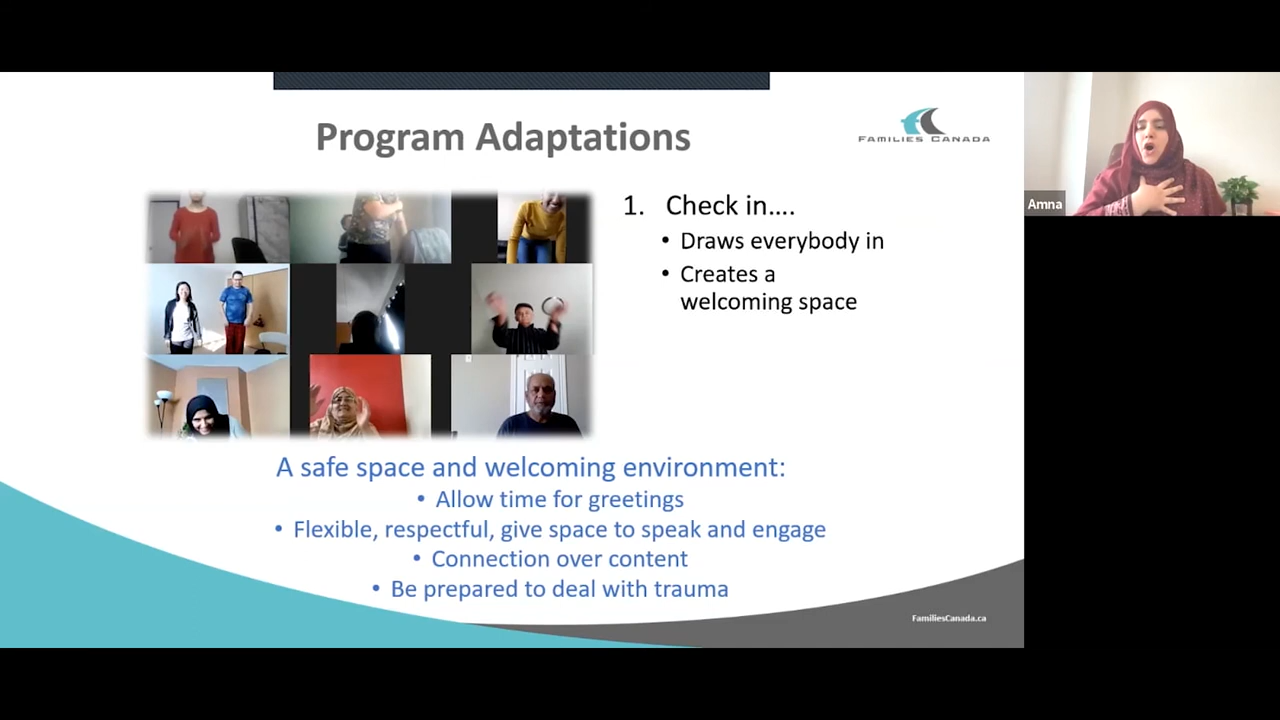 Program Adaptations
FAMILIES CANADA
1. Check in....
• Draws everybody in
• Creates a
welcoming space
Amna
A safe space and welcoming environment:
• Allow time for greetings
• Flexible, respectful, give space to speak and engage
• Connection over content
• Be prepared to deal with trauma
FamiliesCanada.ca